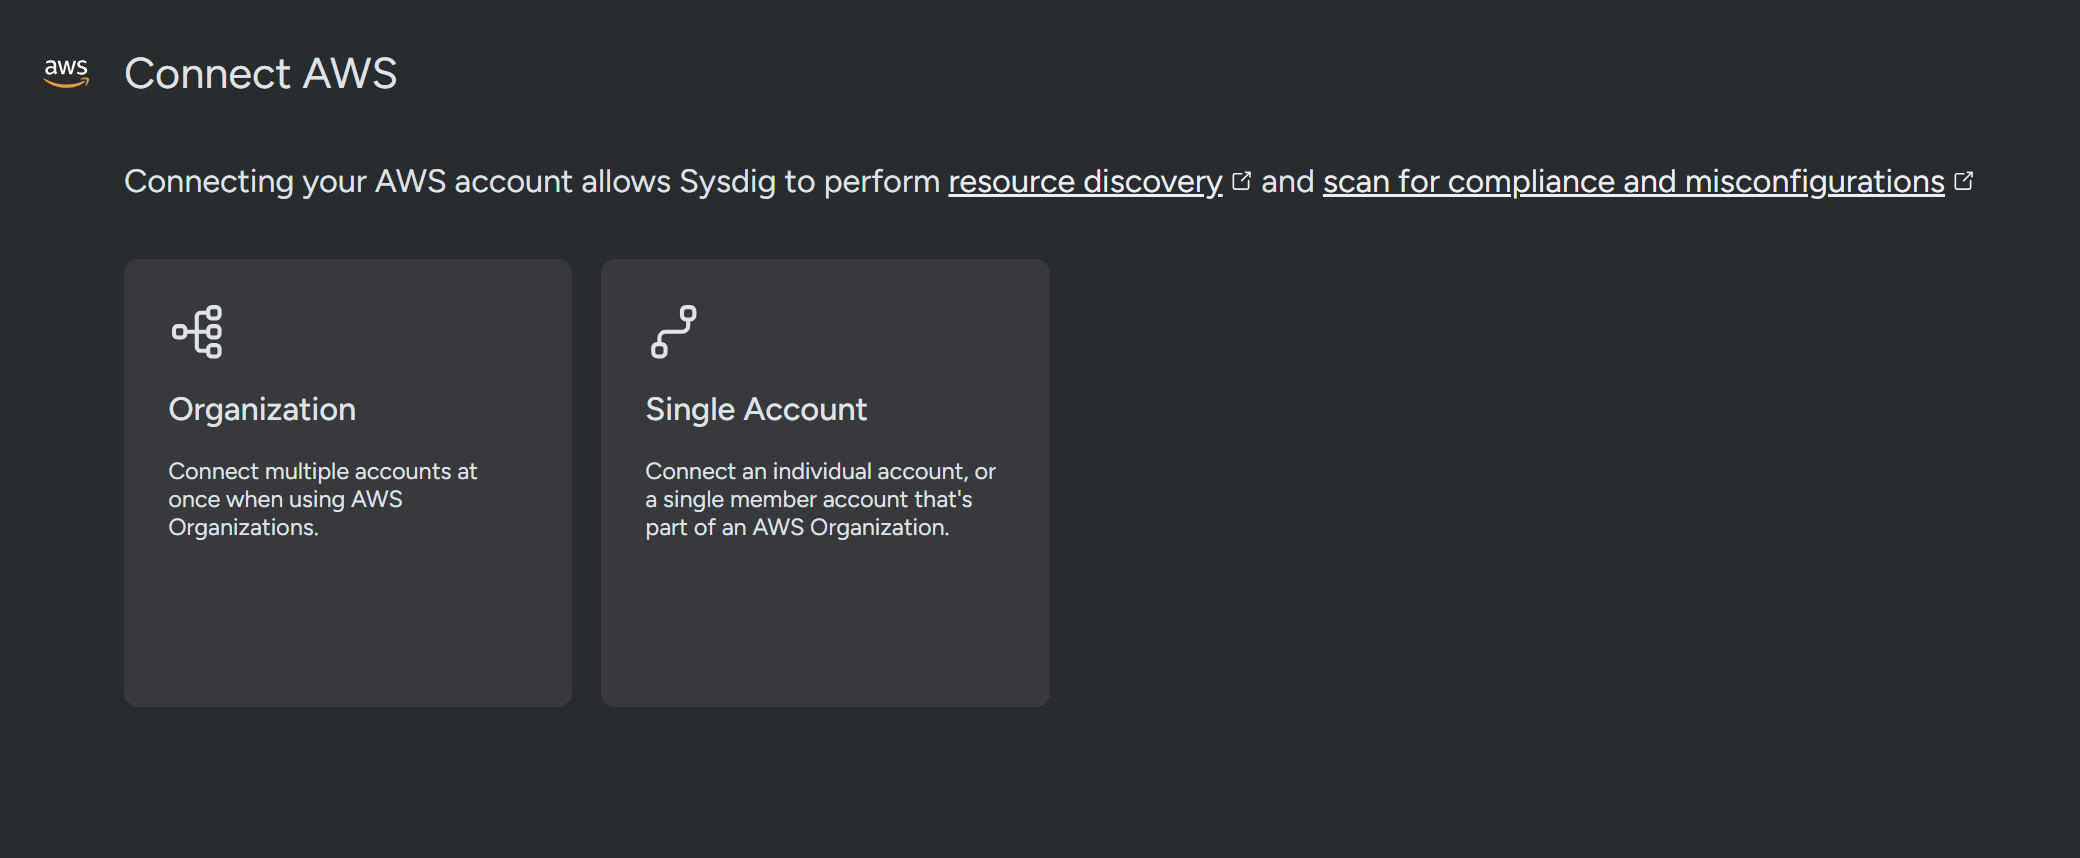 aws
Connect AWS
Connecting your AWS account allows Sysdig to perform resource discovery and scan for compliance and misconfigurations
Organization
Connect multiple accounts at
once when using AWS
Organizations.
Single Account
Connect an individual account, or
a single member account that's
part of an AWS Organization.